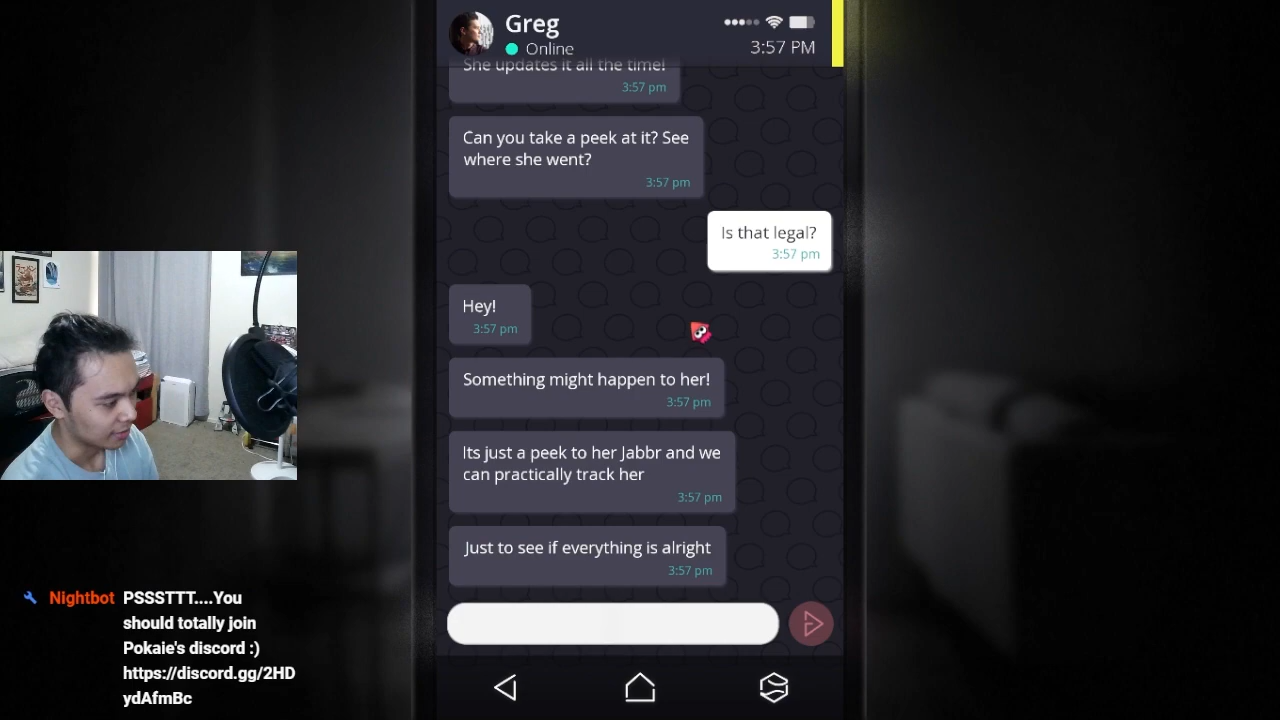 Greg
Online
3:57 PM
She updates it all the time!
3:57 pm
Can you take a peek at it? See
where she went?
3:57 pm
Is that legal?
3:57 pm
Hey!
3:57 pm
Something might happen to her!
3:57 pm
Its just a peek to her Jabbr and we
can practically track her
3:57 pm
Just to see if everything is alright
3:57 pm
Nightbot PSSSTTT....You
should totally join
Pokaie's discord :)
https://discord.gg/2HD
ydAfmBc